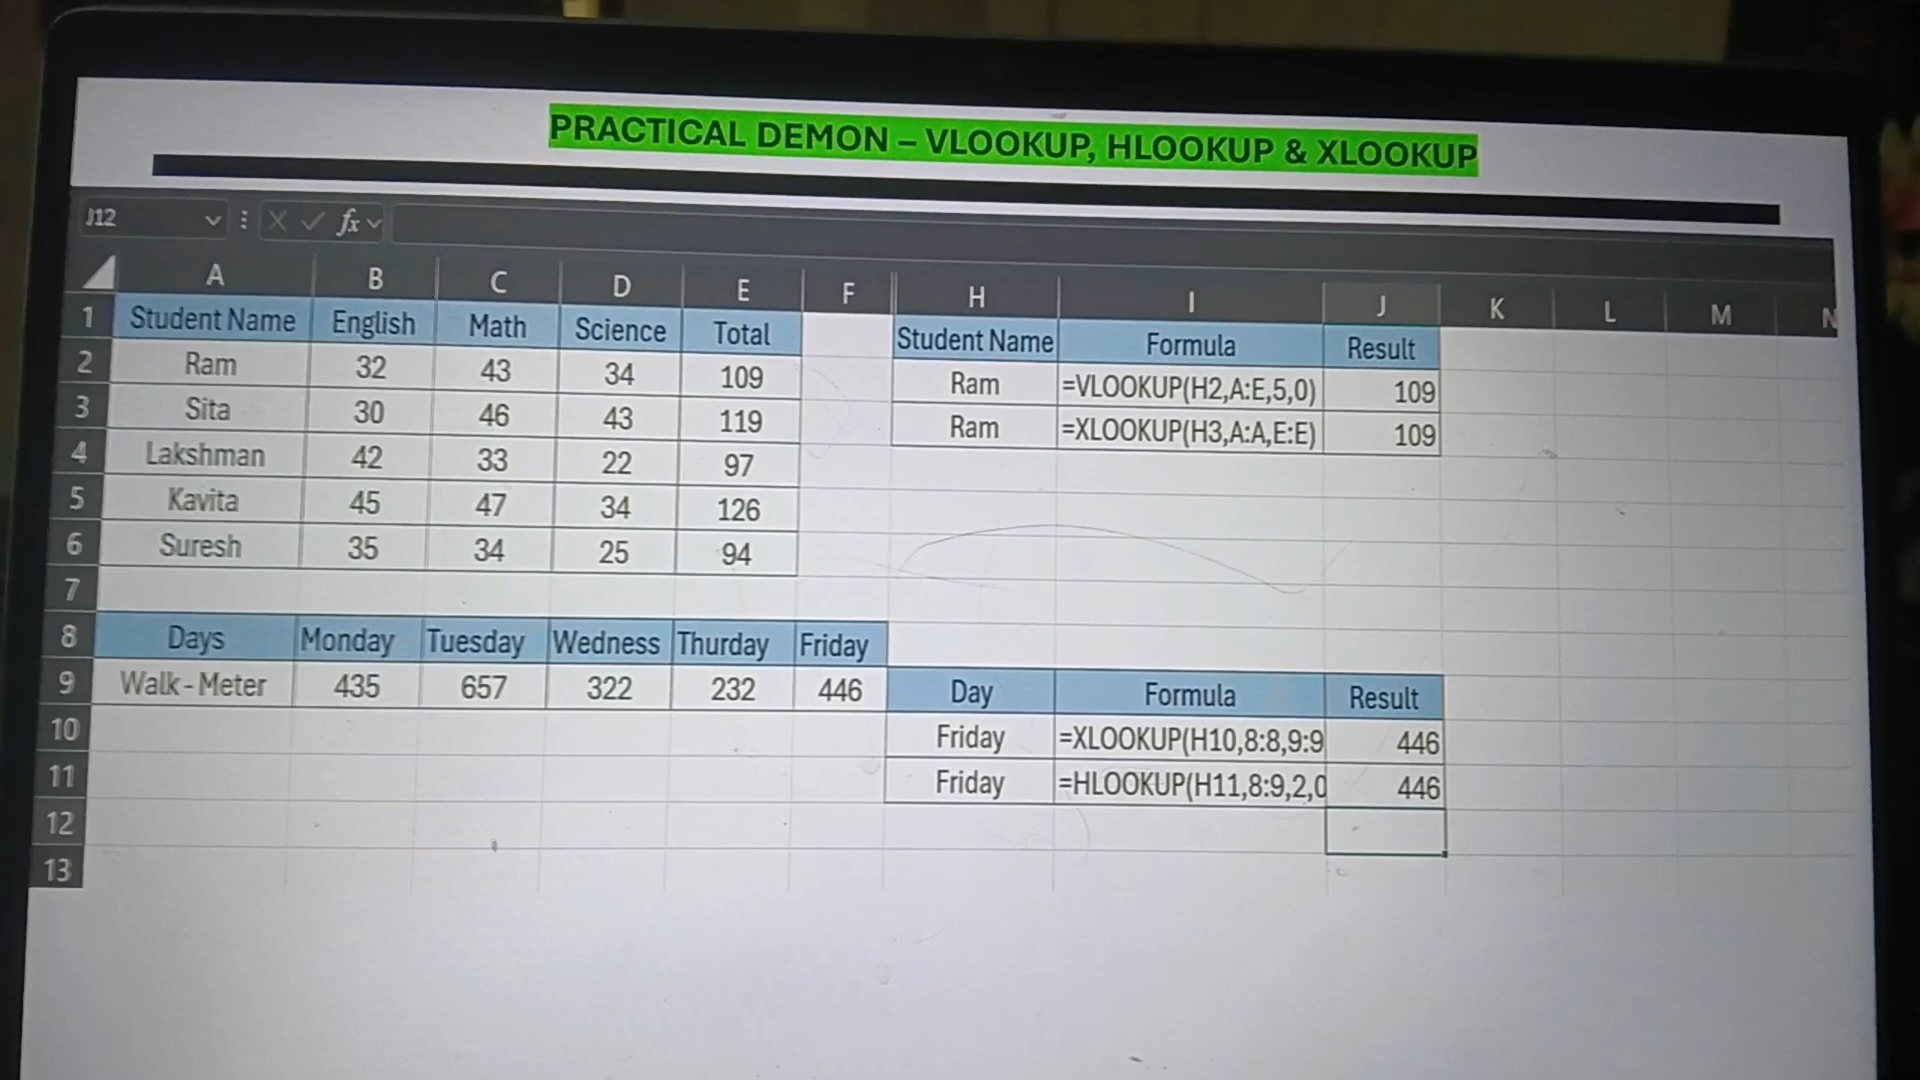 PRACTICAL DEMON – VLOOKUP, HLOOKUP & XLOOKUP
J12 fx
A B C D E F H I J K L M N
1 Student Name English Math Science Total Student Name Formula Result
2 Ram 32 43 34 109 Ram =VLOOKUP(H2,A:E,5,0) 109
3 Sita 30 46 43 119 Ram =XLOOKUP(H3,A:A,E:E) 109
4 Lakshman 42 33 22 97
5 Kavita 45 47 34 126
6 Suresh 35 34 25 94
7
8 Days Monday Tuesday Wedness Thurday Friday
9 Walk - Meter 435 657 322 232 446 Day Formula Result
10 Friday =XLOOKUP(H10,8:8,9:9 446
11 Friday =HLOOKUP(H11,8:9,2,0 446
12
13